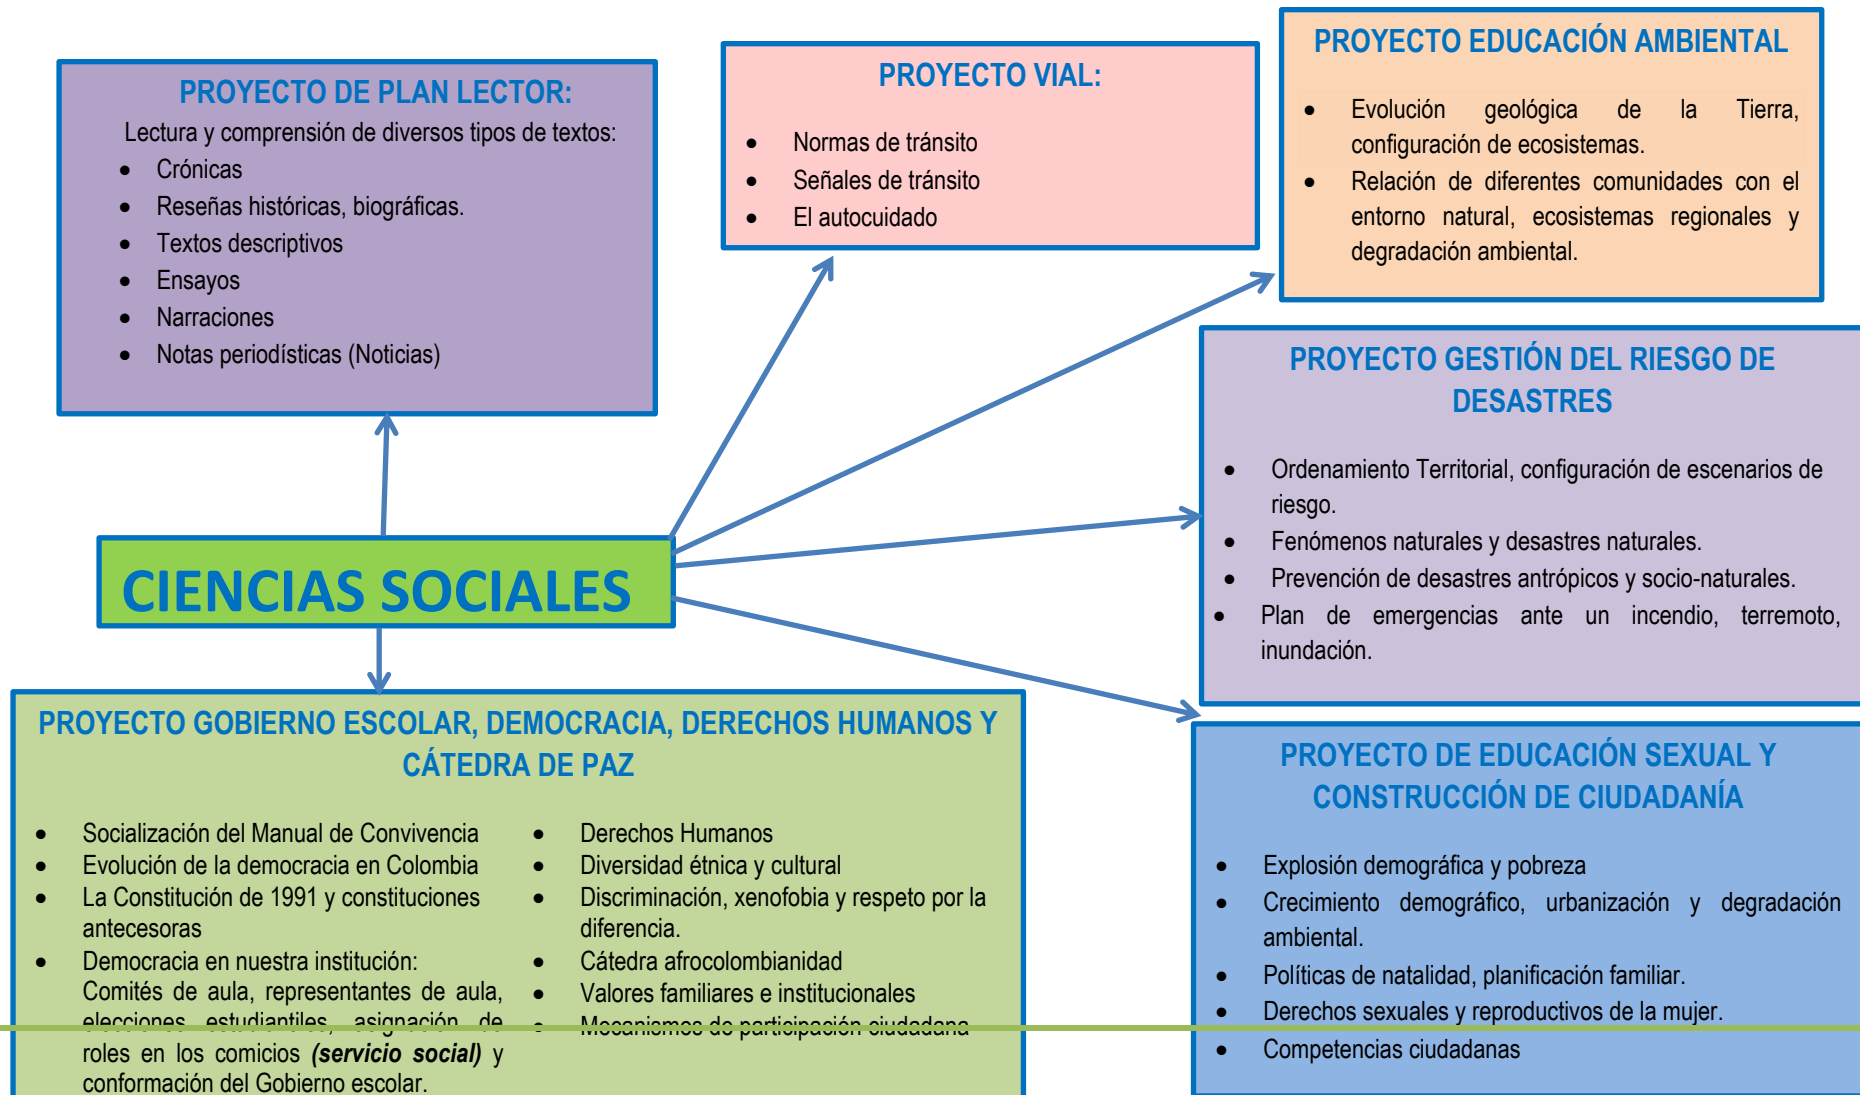 PROYECTO DE PLAN LECTOR:
Lectura y comprensión de diversos tipos de textos:
• Crónicas
• Reseñas históricas, biográficas.
• Textos descriptivos
• Ensayos
• Narraciones
• Notas periodísticas (Noticias)
PROYECTO VIAL:
• Normas de tránsito
• Señales de tránsito
• El autocuidado
PROYECTO EDUCACIÓN AMBIENTAL
• Evolución geológica de la Tierra,
configuración de ecosistemas.
• Relación de diferentes comunidades con el
entorno natural, ecosistemas regionales y
degradación ambiental.
PROYECTO GESTIÓN DEL RIESGO DE
DESASTRES
• Ordenamiento Territorial, configuración de escenarios de
riesgo.
• Fenómenos naturales y desastres naturales.
• Prevención de desastres antrópicos y socio-naturales.
• Plan de emergencias ante un incendio, terremoto,
inundación.
CIENCIAS SOCIALES
PROYECTO GOBIERNO ESCOLAR, DEMOCRACIA, DERECHOS HUMANOS Y
CÁTEDRA DE PAZ
• Socialización del Manual de Convivencia
• Evolución de la democracia en Colombia
• La Constitución de 1991 y constituciones
antecesoras
• Democracia en nuestra institución:
Comités de aula, representantes de aula,
elecciones estudiantiles, asignación de
roles en los comicios (servicio social) y
conformación del Gobierno escolar.
• Derechos Humanos
• Diversidad étnica y cultural
• Discriminación, xenofobia y respeto por la
diferencia.
• Cátedra afrocolombianidad
• Valores familiares e institucionales
• Mecanismos de participación ciudadana
PROYECTO DE EDUCACIÓN SEXUAL Y
CONSTRUCCIÓN DE CIUDADANÍA
• Explosión demográfica y pobreza
• Crecimiento demográfico, urbanización y degradación
ambiental.
• Políticas de natalidad, planificación familiar.
• Derechos sexuales y reproductivos de la mujer.
• Competencias ciudadanas